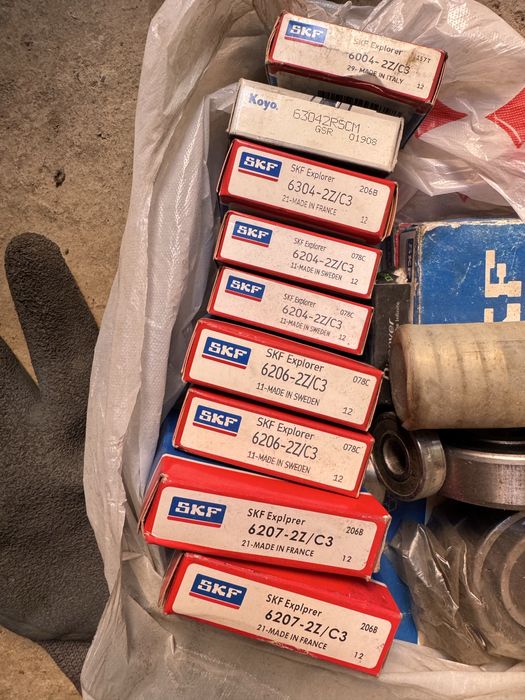 SKF
SKF Explorer
6004-2Z/C3
29- MADE IN ITALY
12
Koyo
63042RSCM
GSR 01908
SKF
SKF Explorer
206B
6304-2Z/C3
21-MADE IN FRANCE
12
SKF
SKF Explorer
078C
6204-2Z/C3
11-MADE IN SWEDEN
12
SKF
SKF Explorer
078C
6204-2Z/C3
11-MADE IN SWEDEN
12
SKF
SKF Explorer
078C
6206-2Z/C3
11-MADE IN SWEDEN
12
SKF
SKF Explorer
078C
6206-2Z/C3
11-MADE IN SWEDEN
12
SKF
SKF Explprer
206B
6207-2Z/C3
21-MADE IN FRANCE
12
SKF
SKF Explprer
206B
6207-2Z/C3
21-MADE IN FRANCE
12